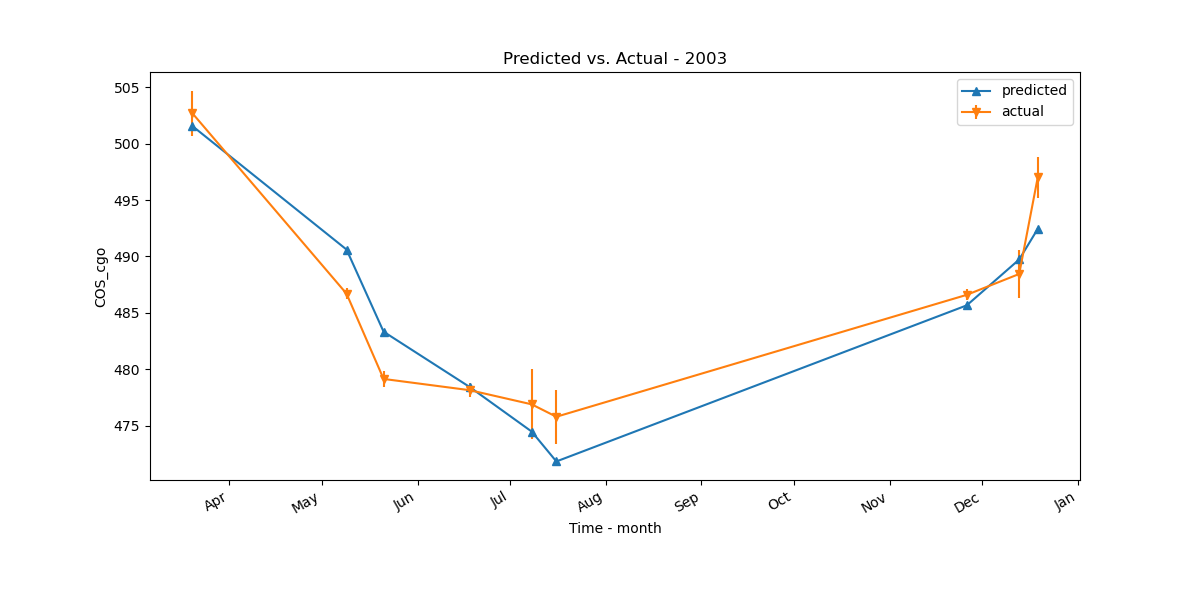 Predicted vs. Actual - 2003
predicted
actual
505
500
495
490
485
480
475
COS_cgo
Apr
May
Jun
Jul
Aug
Sep
Oct
Nov
Dec
Jan
Time - month